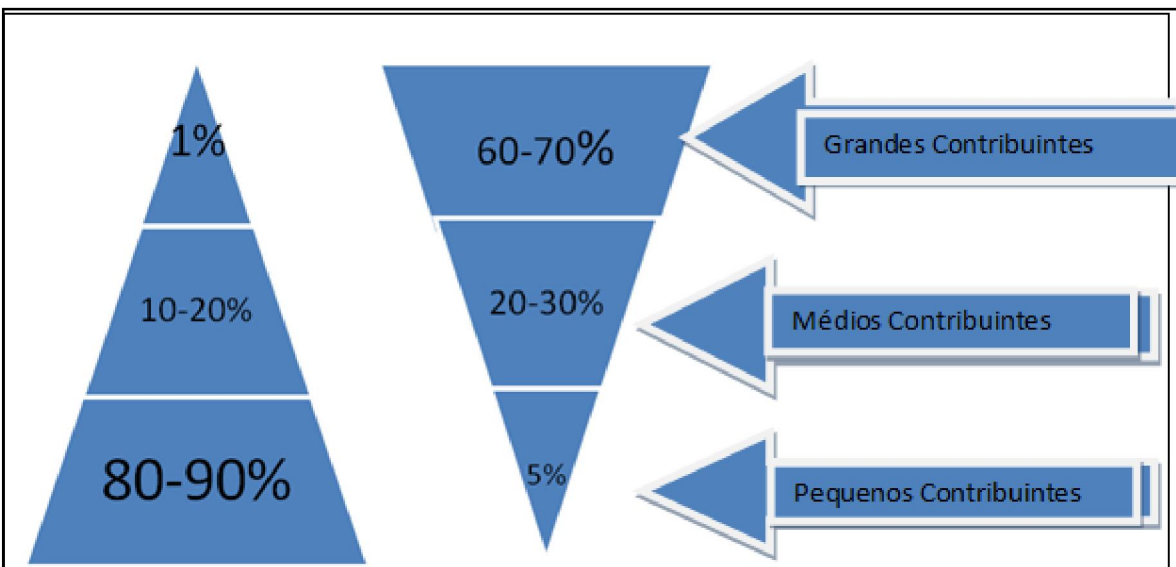 1%
60-70%
Grandes Contribuintes
10-20%
20-30%
Médios Contribuintes
80-90%
5%
Pequenos Contribuintes